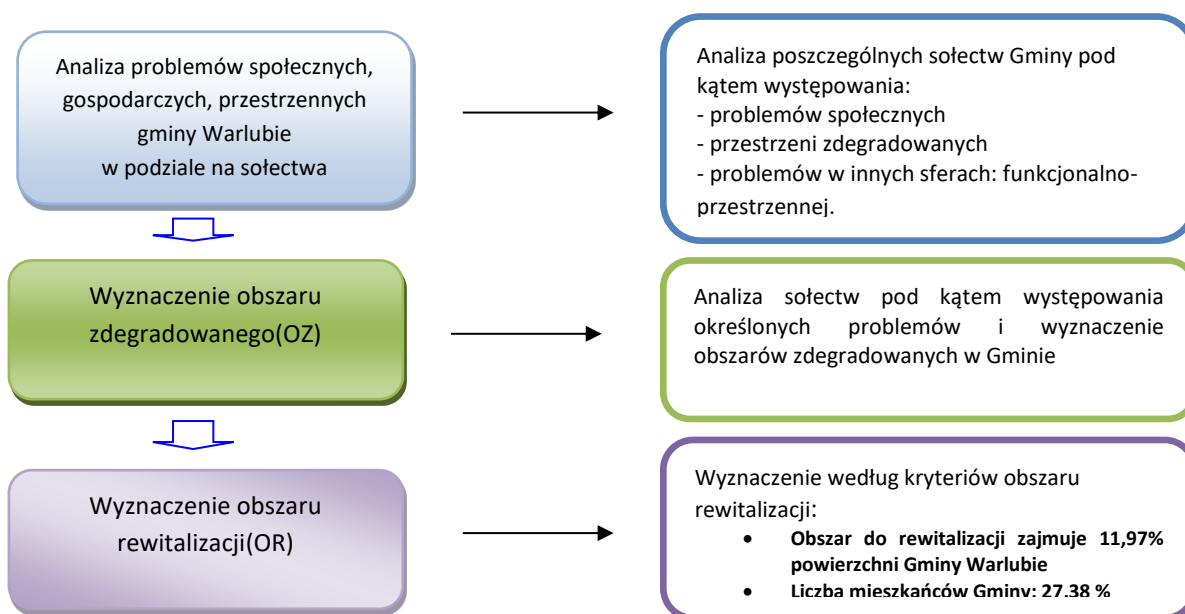 Analiza problemów społecznych,
gospodarczych, przestrzennych
gminy Warlubie
w podziale na sołectwa
Analiza poszczególnych sołectw Gminy pod
kątem występowania:
- problemów społecznych
- przestrzeni zdegradowanych
- problemów w innych sferach: funkcjonalno-
przestrzennej.
Wyznaczenie obszaru
zdegradowanego(OZ)
Analiza sołectw pod kątem występowania
określonych problemów i wyznaczenie
obszarów zdegradowanych w Gminie
Wyznaczenie obszaru
rewitalizacji(OR)
Wyznaczenie według kryteriów obszaru
rewitalizacji:
• Obszar do rewitalizacji zajmuje 11,97%
powierzchni Gminy Warlubie
• Liczba mieszkańców Gminy: 27,38 %